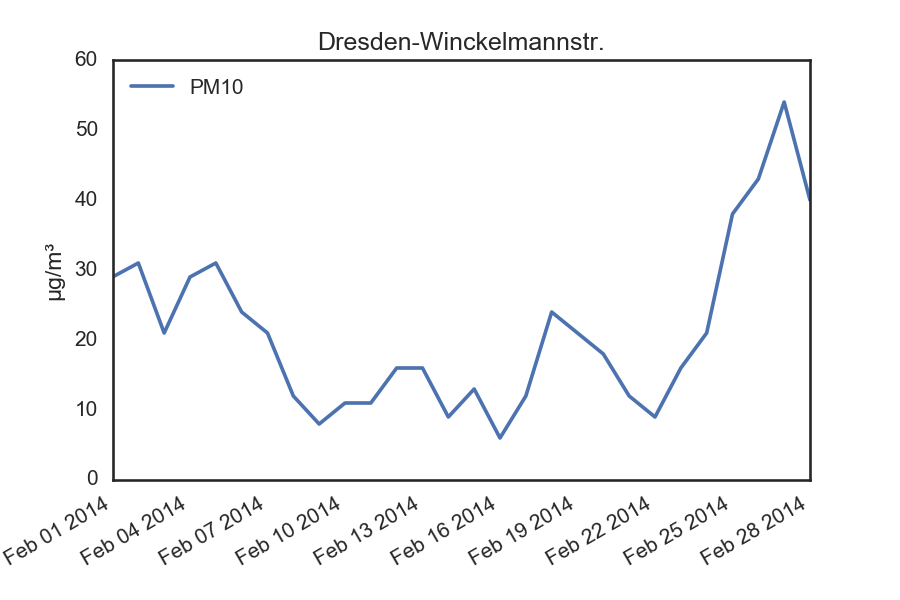 Dresden-Winckelmannstr.
60
50
40
30
20
10
0
µg/m³
PM10
Feb 01 2014
Feb 04 2014
Feb 07 2014
Feb 10 2014
Feb 13 2014
Feb 16 2014
Feb 19 2014
Feb 22 2014
Feb 25 2014
Feb 28 2014